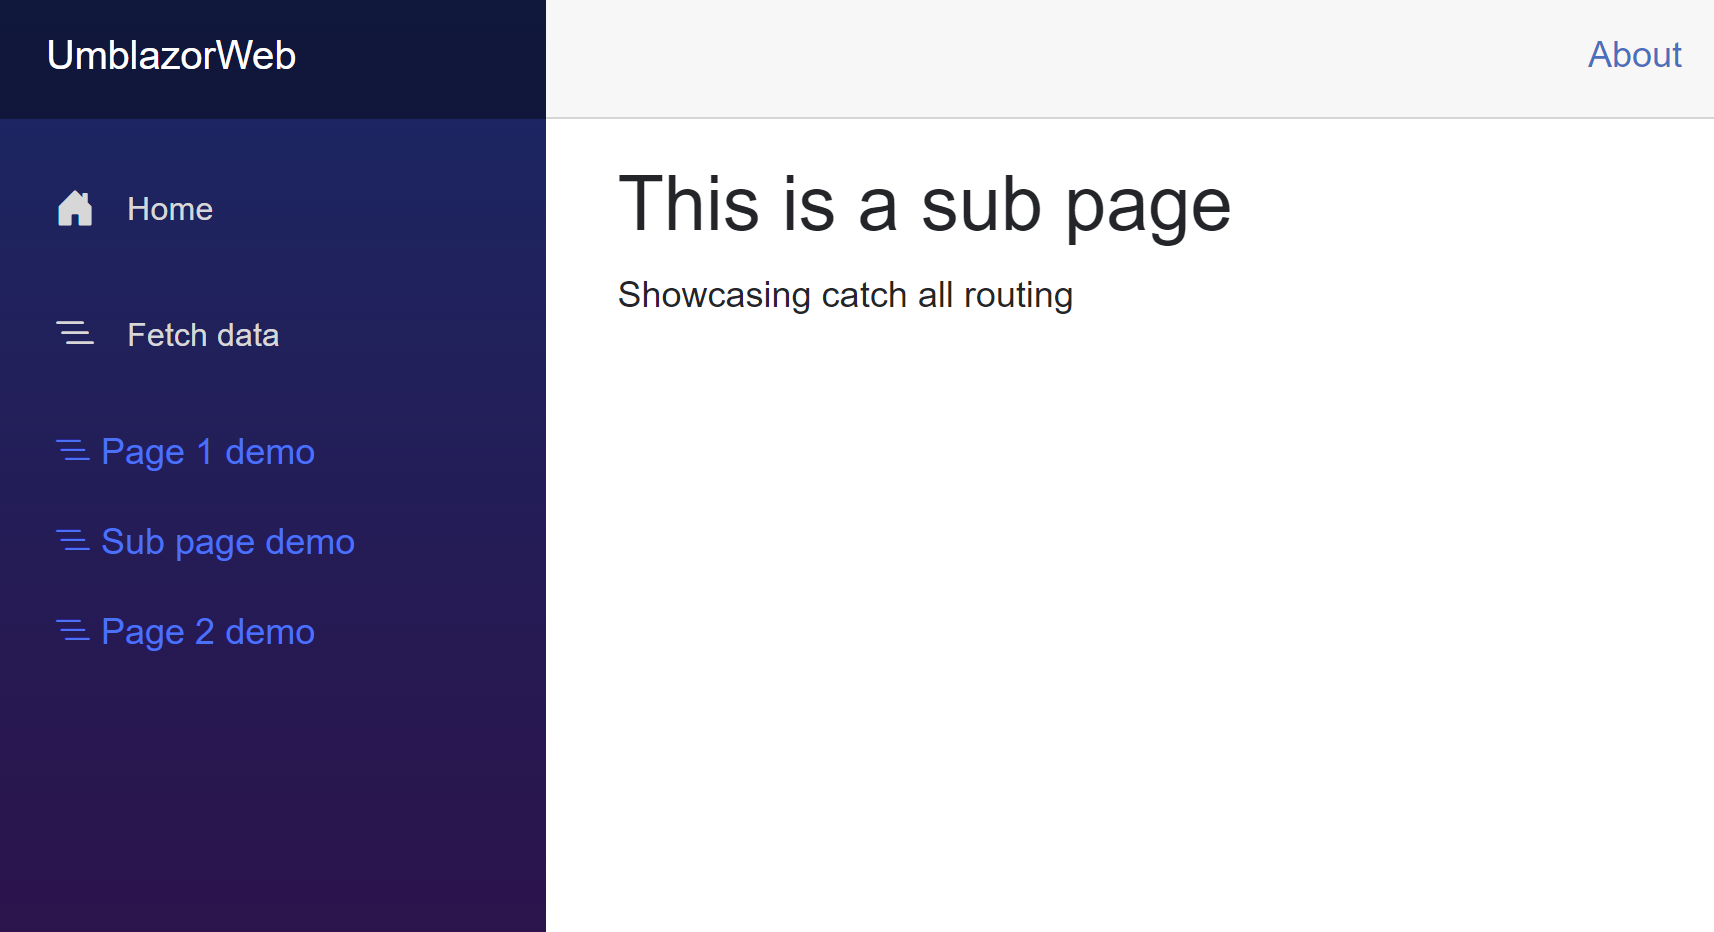 UmblazorWeb
About
Home
Fetch data
Page 1 demo
Sub page demo
Page 2 demo
This is a sub page
Showcasing catch all routing